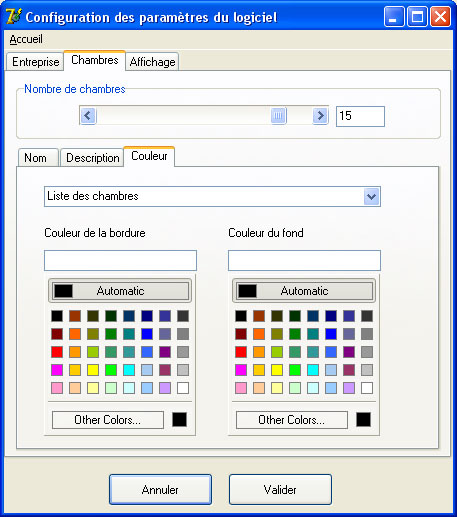 Configuration des paramètres du logiciel
Accueil
Entreprise Chambres Affichage
Nombre de chambres
15
Nom Description Couleur
Liste des chambres
Couleur de la bordure Couleur du fond
Automatic Automatic
Other Colors... Other Colors...
Annuler Valider